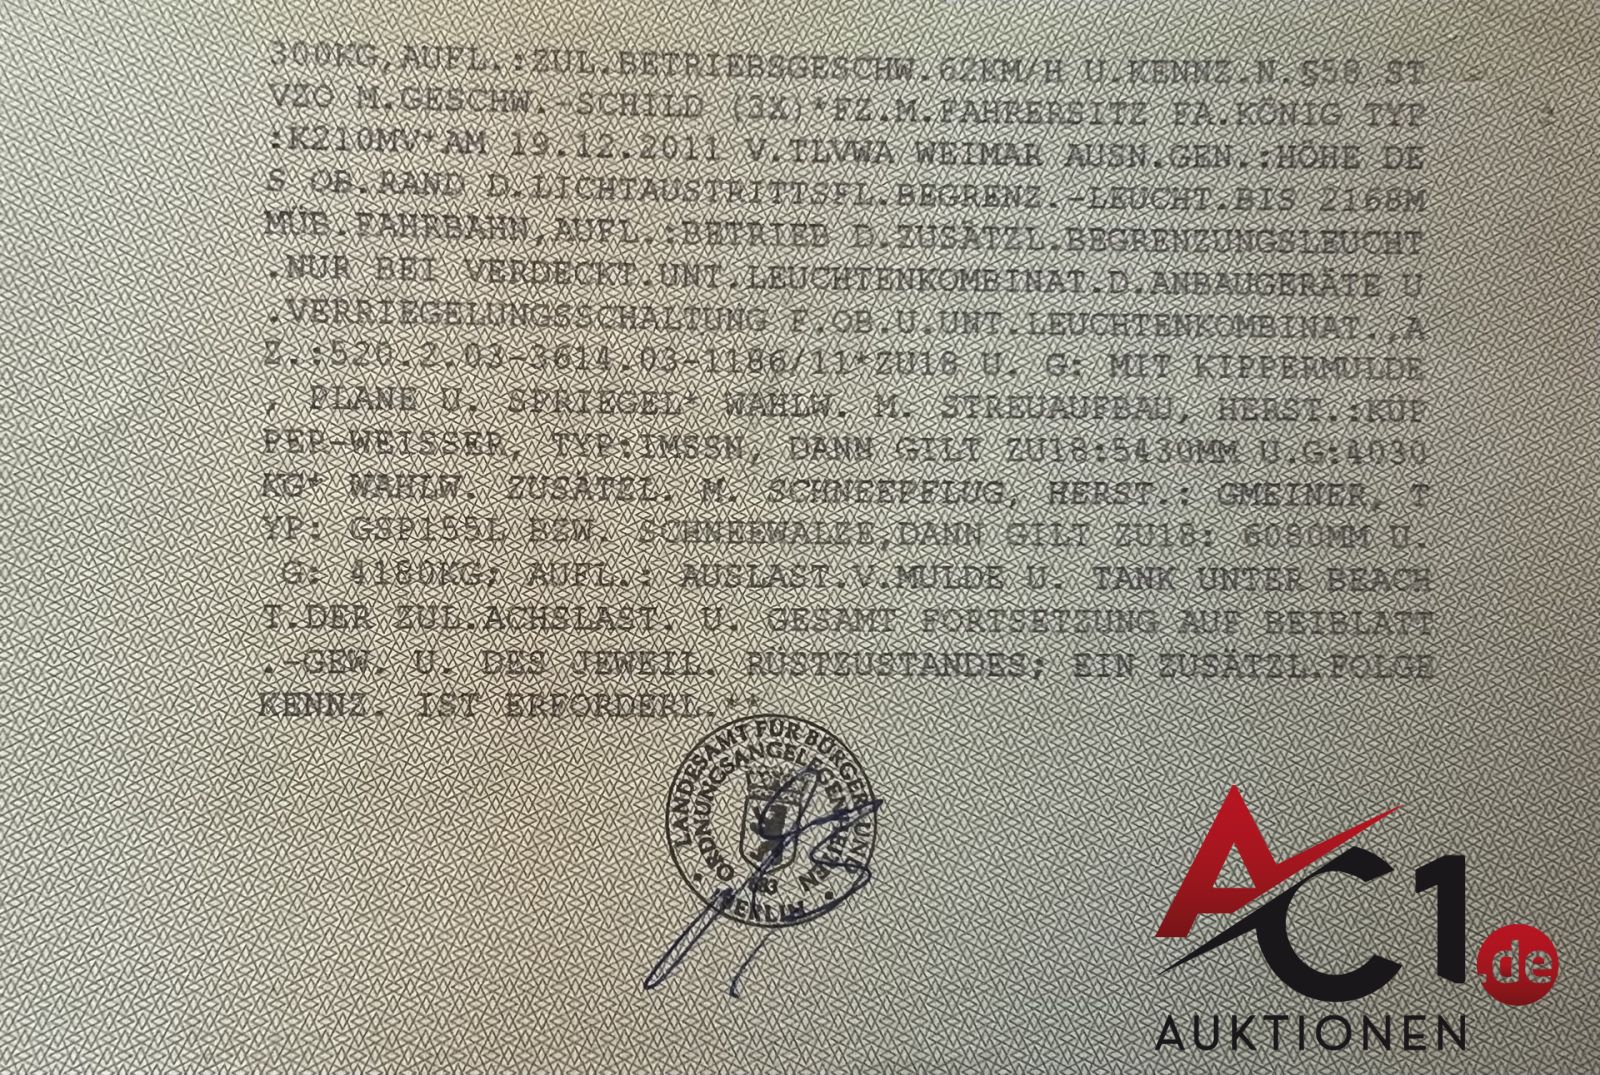 300KG,AUFL.:ZUL.BETRIEBSGESCHW.62KM/H U.KENNZ.N.§58 ST
VZO M.GESCHW.-SCHILD (3X)*FZ.M.FAHRERSITZ FA.KÖNIG TYP
:K210MV*AM 19.12.2011 V.TLVWA WEIMAR AUSN.GEN.:HÖHE DE
S OB.RAND D.LICHTAUSTRITTSFL.BEGRENZ.-LEUCHT.BIS 2168M
MÜB.FAHRBAHN,AUFL.:BETRIEB D.ZUSÄTZL.BEGRENZUNGSLEUCHT
.NUR BEI VERDECKT.UNT.LEUCHTENKOMBINAT.D.ANBAUGERÄTE U
.VERRIEGELUNGSSCHALTUNG F.OB.U.UNT.LEUCHTENKOMBINAT.,A
Z.:520.2.03-3614.03-1186/11*ZU18 U. G: MIT KIPPERMULDE
, PLANE U. SPRIEGEL* WAHLW. M. STREUAUFBAU, HERST.:KÜP
PEP-WEISSER, TYP:IMSSN, DANN GILT ZU18:5430MM U.G:4030
KG* WAHLW. ZUSÄTZL. M. SCHNEEPFLUG, HERST.: GMEINER, T
YP: GSP155L BZW. SCHNEEWALZE,DANN GILT ZU18: 6080MM U.
G: 4180KG; AUFL.: AUSLAST.V.MULDE U. TANK UNTER BEACH
T.DER ZUL.ACHSLAST. U. GESAMT FORTSETZUNG AUF BEIBLATT
.-GEW. U. DES JEWEIL. RÜSTZUSTANDES; EIN ZUSÄTZL.FOLGE
KENNZ. IST ERFORDERL.**
LANDESAMT FÜR BÜRGER- UND
ORDNUNGSANGELEGENHEITEN
BERLIN
AC1.de
AUKTIONEN